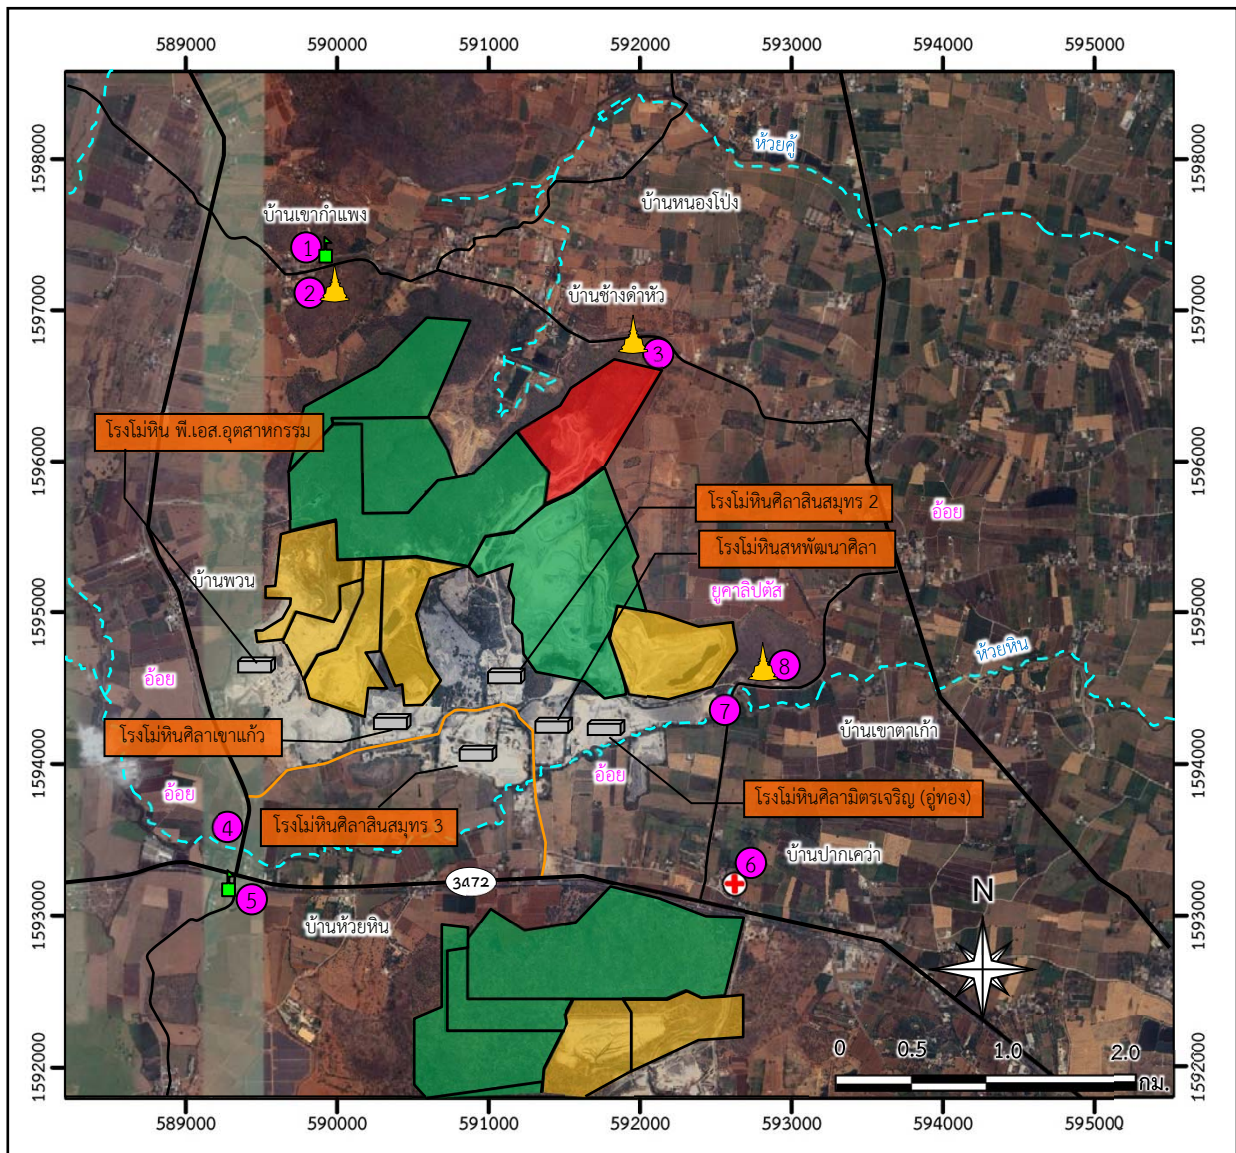 589000 590000 591000 592000 593000 594000 595000
1598000
1598000
ห้วยคู้
บ้านหนองโป่ง
บ้านเขากำแพง
1
2
1597000
1597000
บ้านช้างดำหัว
3
โรงโม่หิน พี.เอส.อุตสาหกรรม
1596000
1596000
โรงโม่หินศิลาสินสมุทร 2
อ้อย
โรงโม่หินสหพัฒนาศิลา
บ้านพวน
ยูคาลิปตัส
1595000
1595000
ห้วยหิน
อ้อย
8
7
บ้านเขาตาเก้า
โรงโม่หินศิลาเขาแก้ว
1594000
1594000
อ้อย
อ้อย
โรงโม่หินศิลามิตรเจริญ (อู่ทอง)
4
โรงโม่หินศิลาสินสมุทร 3
บ้านปากเคว่า
6
3472
5
N
1593000
1593000
บ้านห้วยหิน
0 0.5 1.0 2.0
กม.
1592000
1592000
589000 590000 591000 592000 593000 594000 595000